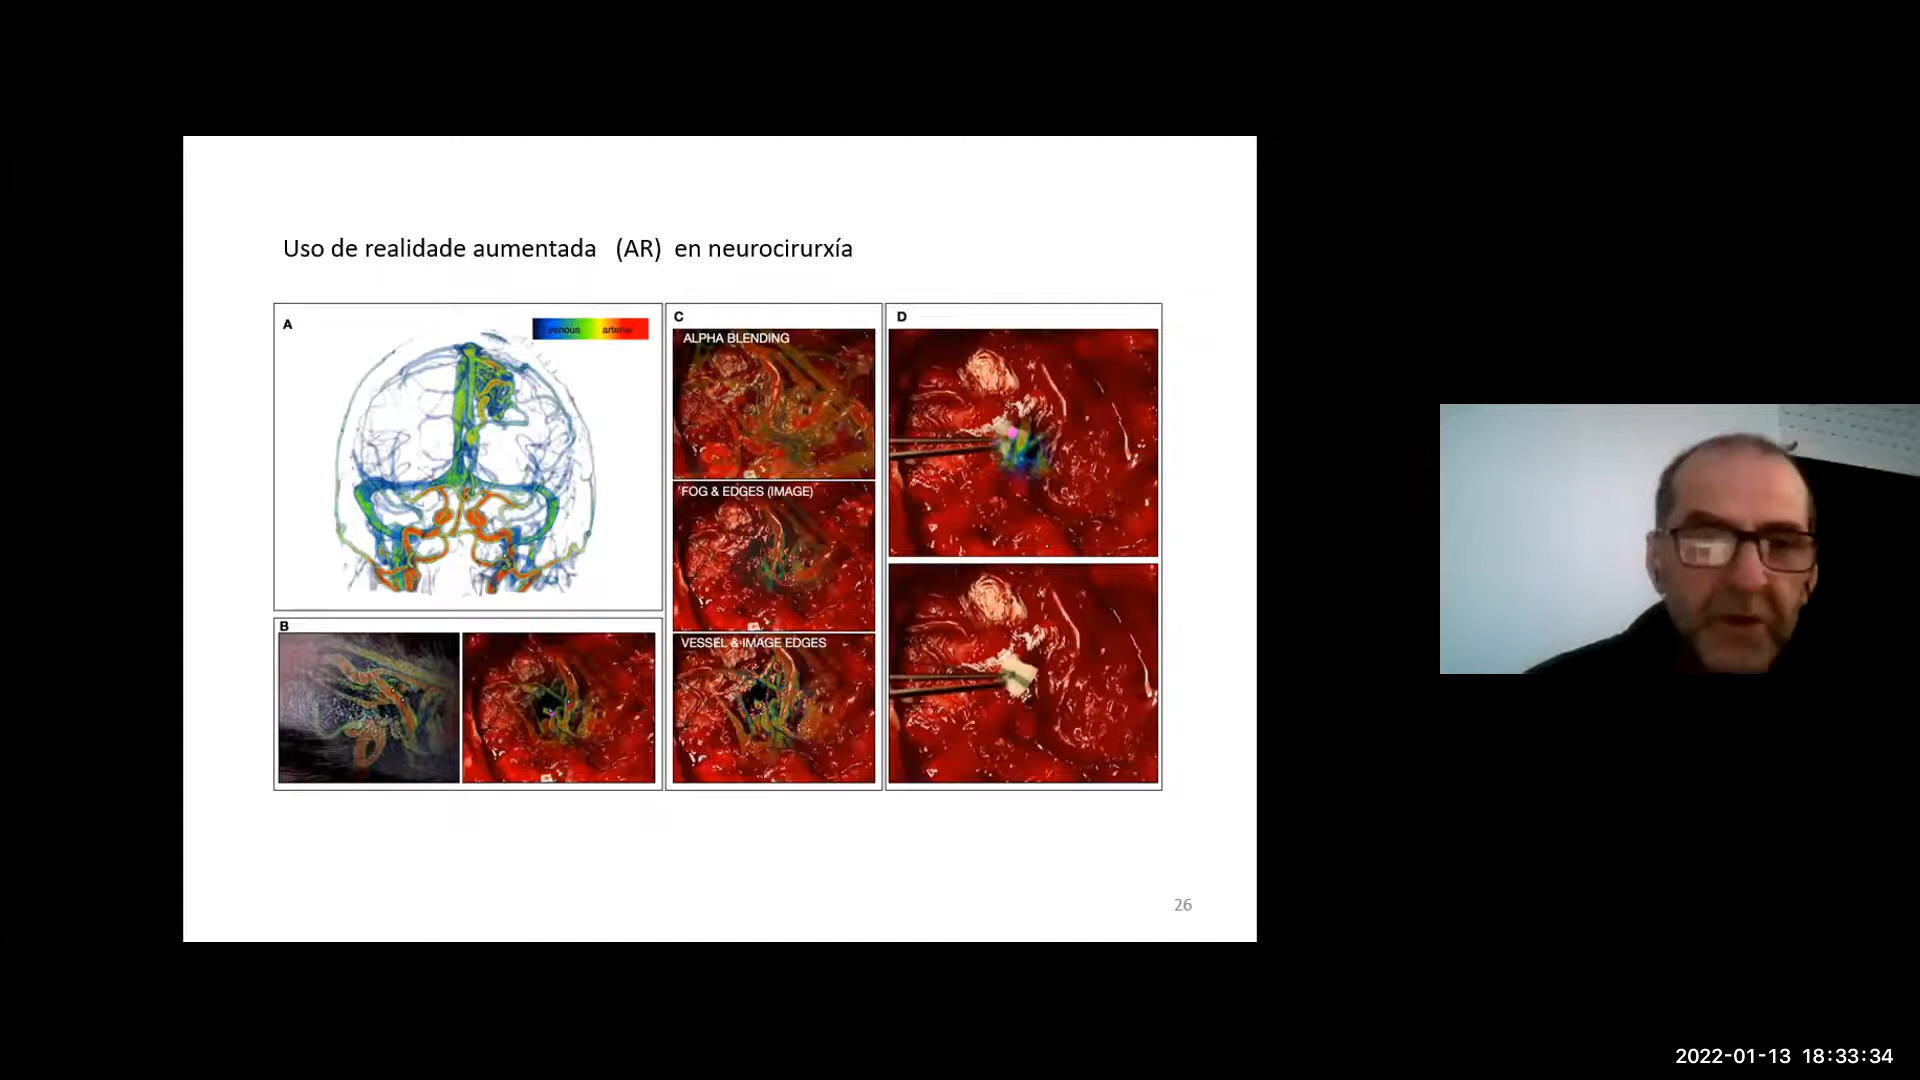 Uso de realidade aumentada (AR) en neurocirurxía
A
venous arterial
B
C
ALPHA BLENDING
FOG & EDGES (IMAGE)
VESSEL & IMAGE EDGES
D
26
2022-01-13 18:33:34